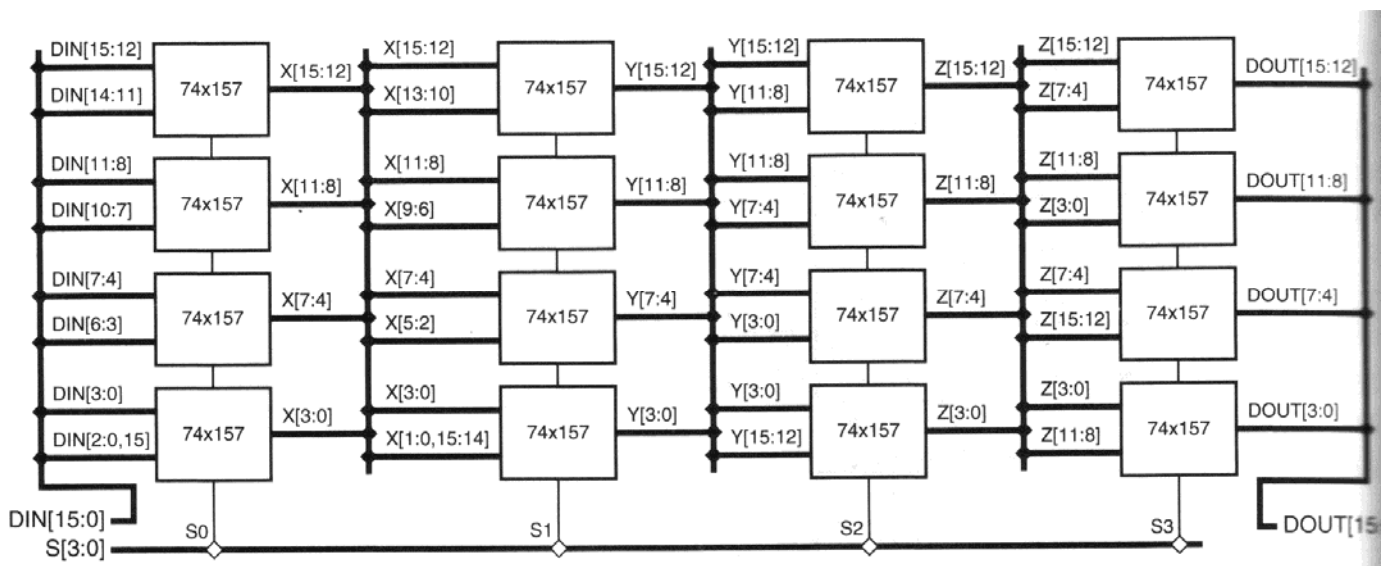 DIN[15:12]
DIN[14:11]
74x157
X[15:12]
DIN[11:8]
DIN[10:7]
74x157
X[11:8]
DIN[7:4]
DIN[6:3]
74x157
X[7:4]
DIN[3:0]
DIN[2:0,15]
74x157
X[3:0]
X[15:12]
X[13:10]
74x157
Y[15:12]
X[11:8]
X[9:6]
74x157
Y[11:8]
X[7:4]
X[5:2]
74x157
Y[7:4]
X[3:0]
X[1:0,15:14]
74x157
Y[3:0]
Y[15:12]
Y[11:8]
74x157
Z[15:12]
Y[11:8]
Y[7:4]
74x157
Z[11:8]
Y[7:4]
Y[3:0]
74x157
Z[7:4]
Y[3:0]
Y[15:12]
74x157
Z[3:0]
Z[15:12]
Z[7:4]
74x157
DOUT[15:12]
Z[11:8]
Z[3:0]
74x157
DOUT[11:8]
Z[7:4]
Z[15:12]
74x157
DOUT[7:4]
Z[3:0]
Z[11:8]
74x157
DOUT[3:0]
DIN[15:0]
S[3:0]
S0
S1
S2
S3
DOUT[15